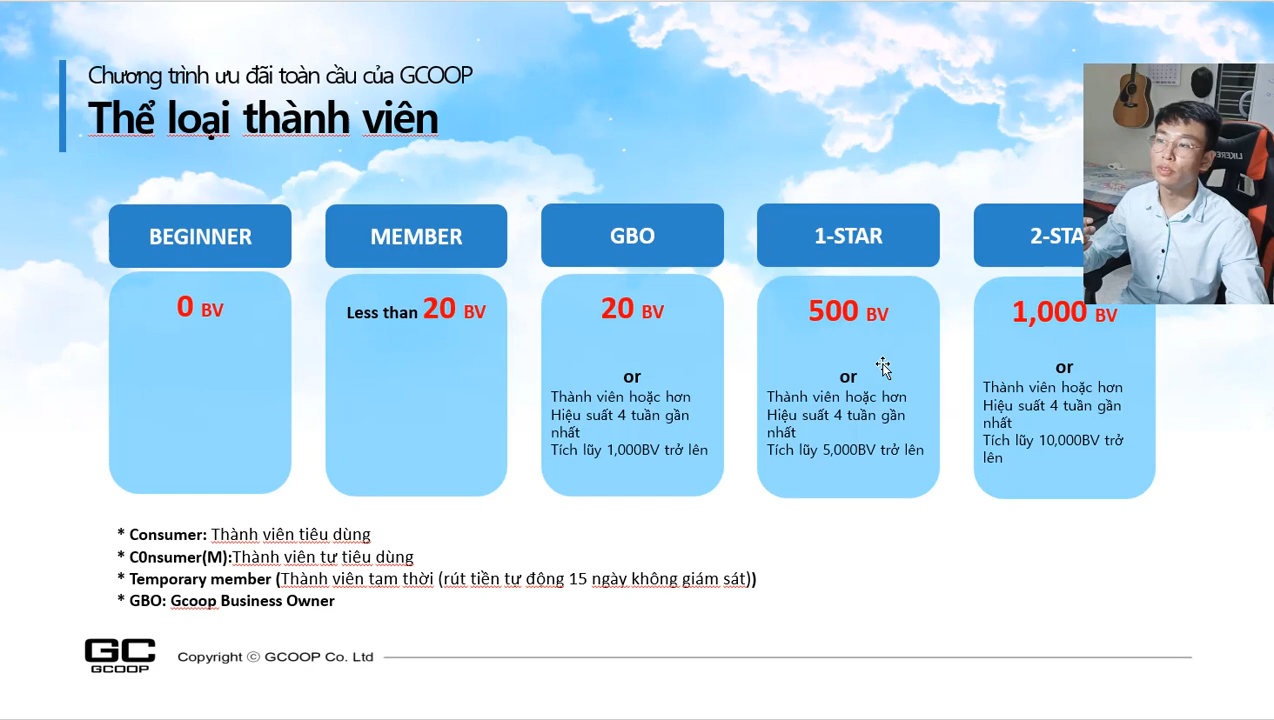 Chương trình ưu đãi toàn cầu của GCOOP
Thể loại thành viên
BEGINNER
0 BV
MEMBER
Less than 20 BV
GBO
20 BV
or
Thành viên hoặc hơn
Hiệu suất 4 tuần gần
nhất
Tích lũy 1,000BV trở lên
1-STAR
500 BV
or
Thành viên hoặc hơn
Hiệu suất 4 tuần gần
nhất
Tích lũy 5,000BV trở lên
2-STA
1,000 BV
or
Thành viên hoặc hơn
Hiệu suất 4 tuần gần
nhất
Tích lũy 10,000BV trở
lên
* Consumer: Thành viên tiêu dùng
* C0nsumer(M):Thành viên tư tiêu dùng
* Temporary member (Thành viên tạm thời (rút tiền tự động 15 ngày không giám sát))
* GBO: Gcoop Business Owner
GC
GCOOP
Copyright ⓒ GCOOP Co. Ltd